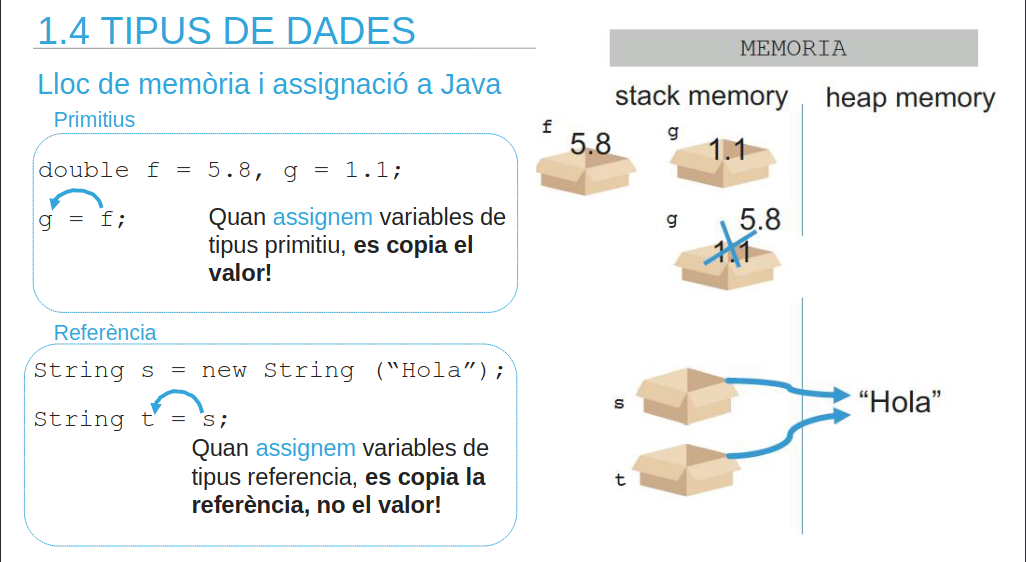 1.4 TIPUS DE DADES
Lloc de memòria i assignació a Java
Primitius
double f = 5.8, g = 1.1;
g = f;
Quan assignem variables de
tipus primitiu, es copia el
valor!
Referència
String s = new String (“Hola”);
String t = s;
Quan assignem variables de
tipus referencia, es copia la
referència, no el valor!
MEMORIA
stack memory
heap memory
f
5.8
g
1.1
g
5.8
1.1
s
“Hola”
t